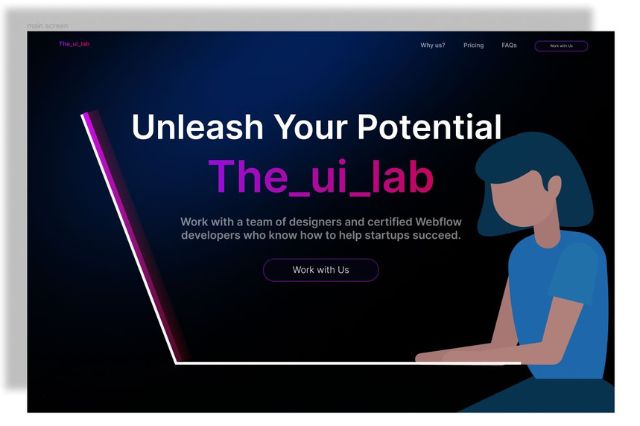 main screen
The_ui_lab
Why us? Pricing FAQs Work with Us
Unleash Your Potential
The_ui_lab
Work with a team of designers and certified Webflow
developers who know how to help startups succeed.
Work with Us